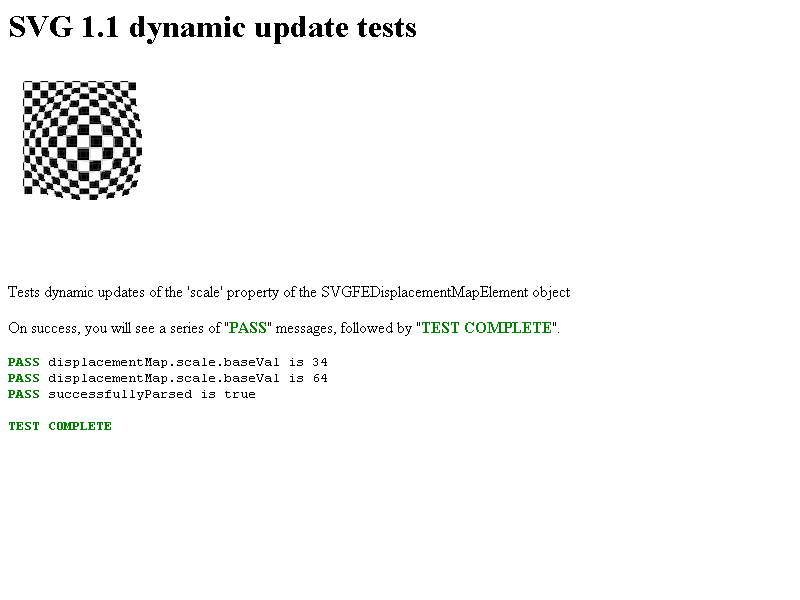 SVG 1.1 dynamic update tests
Tests dynamic updates of the 'scale' property of the SVGFEDisplacementMapElement object
On success, you will see a series of "PASS" messages, followed by "TEST COMPLETE".
PASS displacementMap.scale.baseVal is 34
PASS displacementMap.scale.baseVal is 64
PASS successfullyParsed is true
TEST COMPLETE